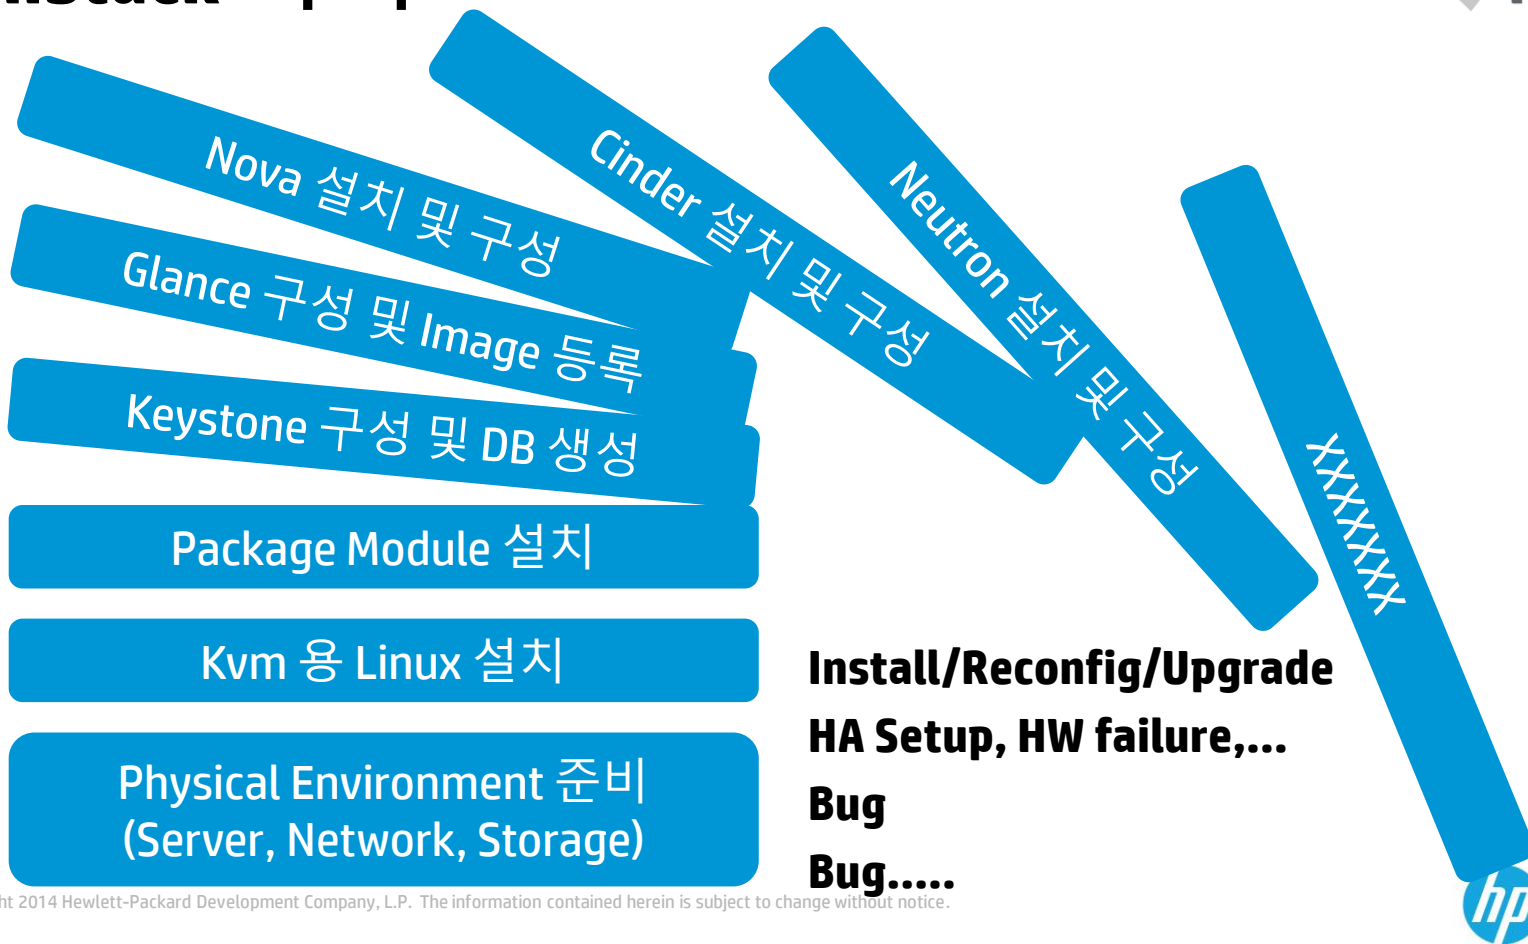 Nova 설치 및 구성
Glance 구성 및 Image 등록
Keystone 구성 및 DB 생성
Package Module 설치
Kvm 용 Linux 설치
Physical Environment 준비
(Server, Network, Storage)
Cinder 설치 및 구성
Neutron 설치 및 구성
XXXXXXX
Install/Reconfig/Upgrade
HA Setup, HW failure,...
Bug
Bug.....
2014 Hewlett-Packard Development Company, L.P. The information contained herein is subject to change without notice.
hp